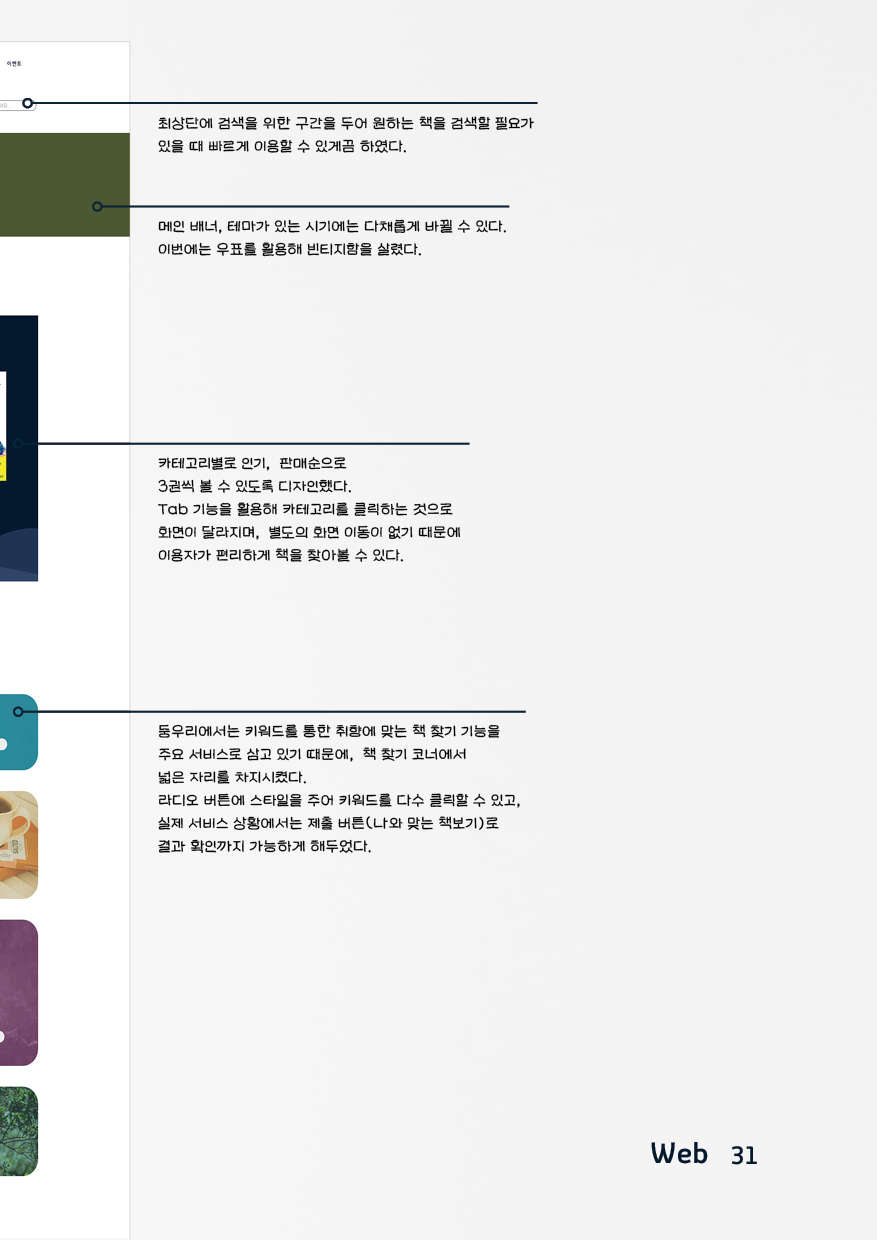 이벤트
최상단에 검색을 위한 구간을 두어 원하는 책을 검색할 필요가
있을 때 빠르게 이용할 수 있게끔 하였다.
메인 배너, 테마가 있는 시기에는 다채롭게 바뀔 수 있다.
이번에는 우표를 활용해 빈티지함을 살렸다.
카테고리별로 인기, 판매순으로
3권씩 볼 수 있도록 디자인했다.
Tab 기능을 활용해 카테고리를 클릭하는 것으로
화면이 달라지며, 별도의 화면 이동이 없기 때문에
이용자가 편리하게 책을 찾아볼 수 있다.
둥우리에서는 키워드를 통한 취향에 맞는 책 찾기 기능을
주요 서비스로 삼고 있기 때문에, 책 찾기 코너에서
넓은 자리를 차지시켰다.
라디오 버튼에 스타일을 주어 키워드를 다수 클릭할 수 있고,
실제 서비스 상황에서는 제출 버튼(나와 맞는 책보기)로
결과 확인까지 가능하게 해두었다.
Web 31